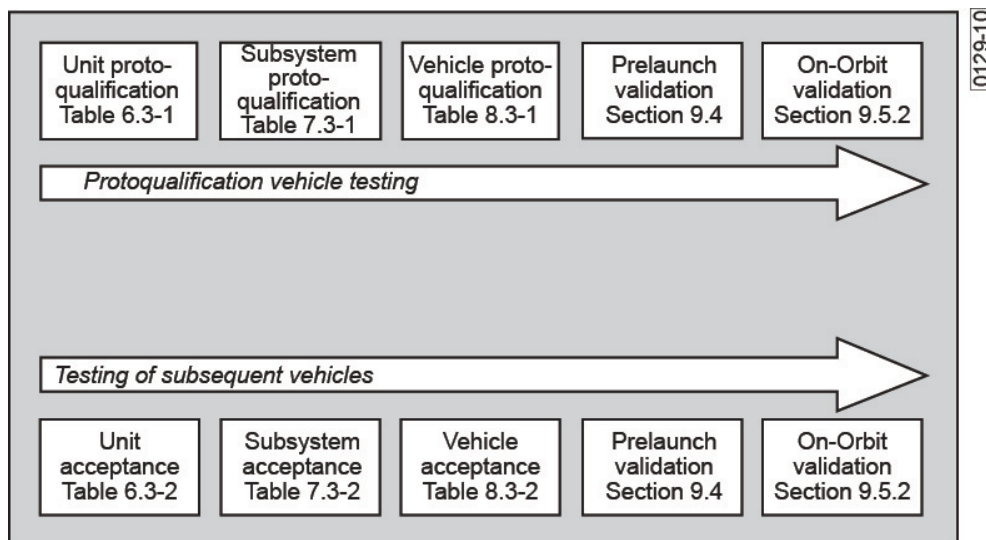 Unit proto-
qualification
Table 6.3-1
Subsystem
proto-
qualification
Table 7.3-1
Vehicle proto-
qualification
Table 8.3-1
Prelaunch
validation
Section 9.4
On-Orbit
validation
Section 9.5.2
0129-10
Protoqualification vehicle testing
Testing of subsequent vehicles
Unit
acceptance
Table 6.3-2
Subsystem
acceptance
Table 7.3-2
Vehicle
acceptance
Table 8.3-2
Prelaunch
validation
Section 9.4
On-Orbit
validation
Section 9.5.2